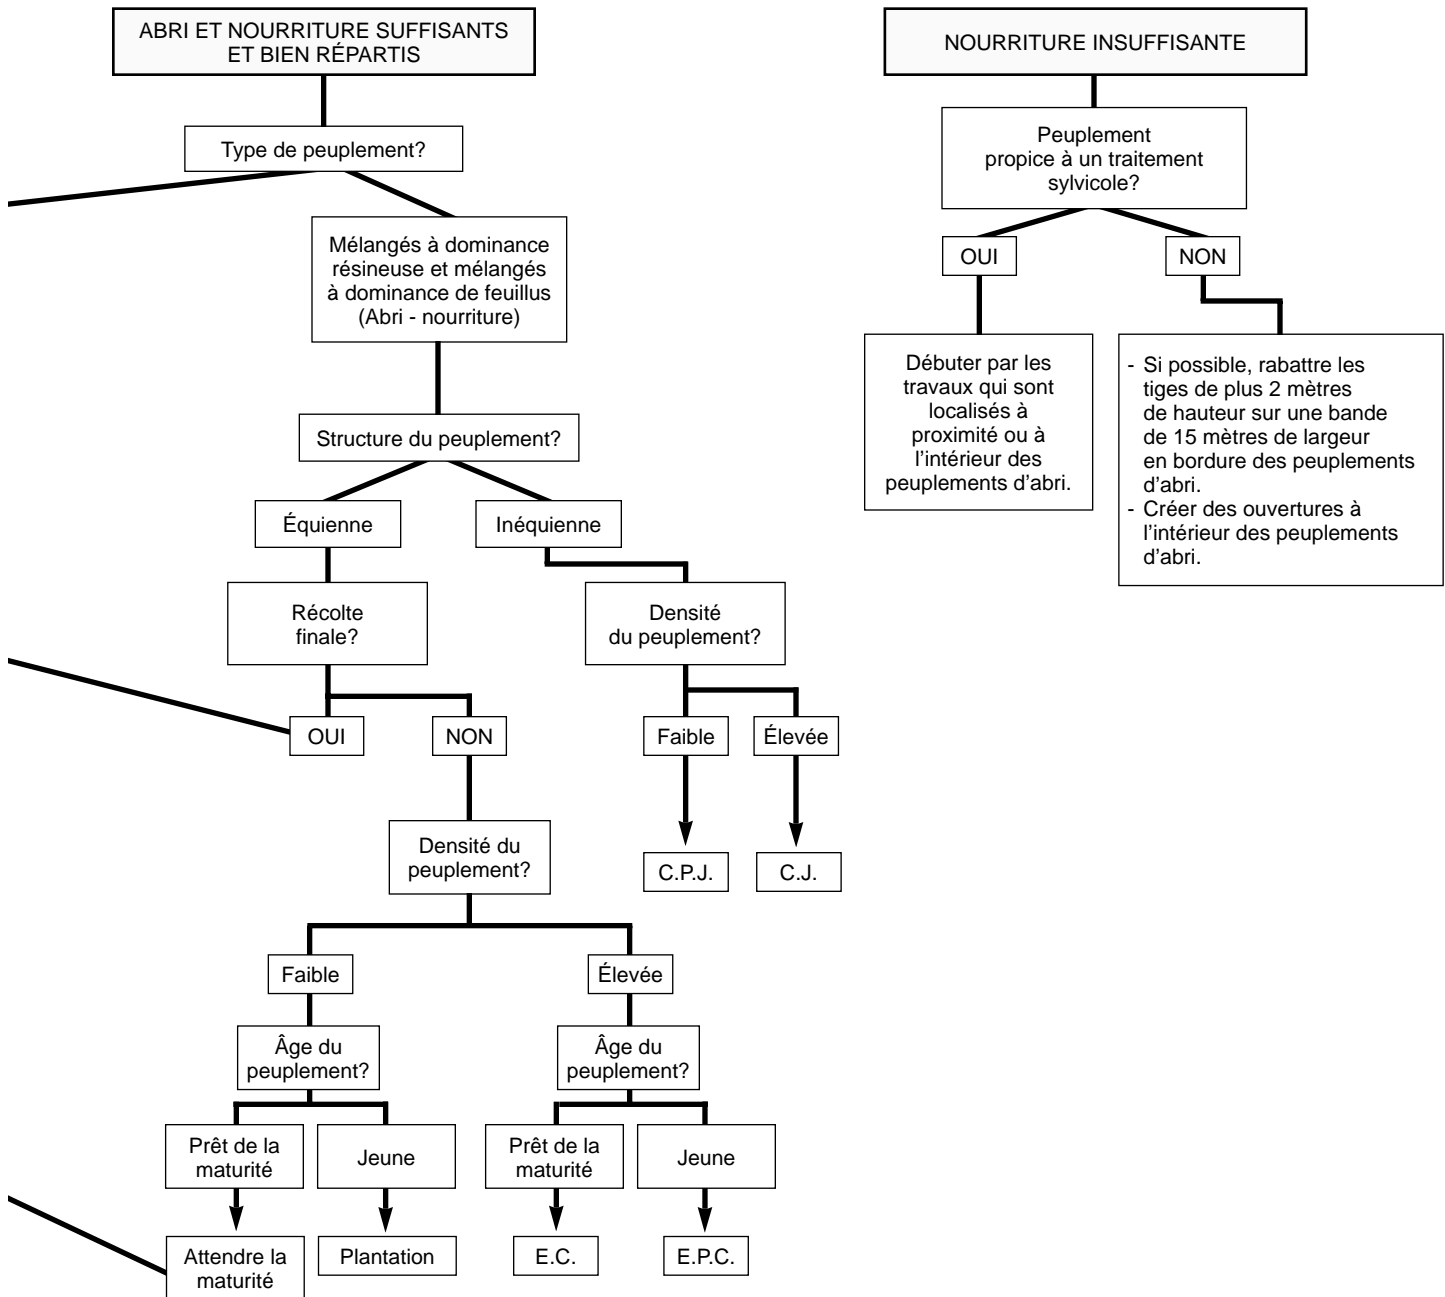 ABRI ET NOURRITURE SUFFISANTS
ET BIEN RÉPARTIS
Type de peuplement?
Mélangés à dominance
résineuse et mélangés
à dominance de feuillus
(Abri - nourriture)
Structure du peuplement?
Équienne
Inéquienne
Récolte
finale?
Densité
du peuplement?
OUI
NON
Faible
Élevée
Densité du
peuplement?
C.P.J.
C.J.
Faible
Élevée
Âge du
peuplement?
Âge du
peuplement?
Prêt de la
maturité
Jeune
Prêt de la
maturité
Jeune
Attendre la
maturité
Plantation
E.C.
E.P.C.
NOURRITURE INSUFFISANTE
Peuplement
propice à un traitement
sylvicole?
OUI
NON
Débuter par les
travaux qui sont
localisés à
proximité ou à
l'intérieur des
peuplements d'abri.
- Si possible, rabattre les
tiges de plus 2 mètres
de hauteur sur une bande
de 15 mètres de largeur
en bordure des peuplements
d'abri.
- Créer des ouvertures à
l'intérieur des peuplements
d'abri.